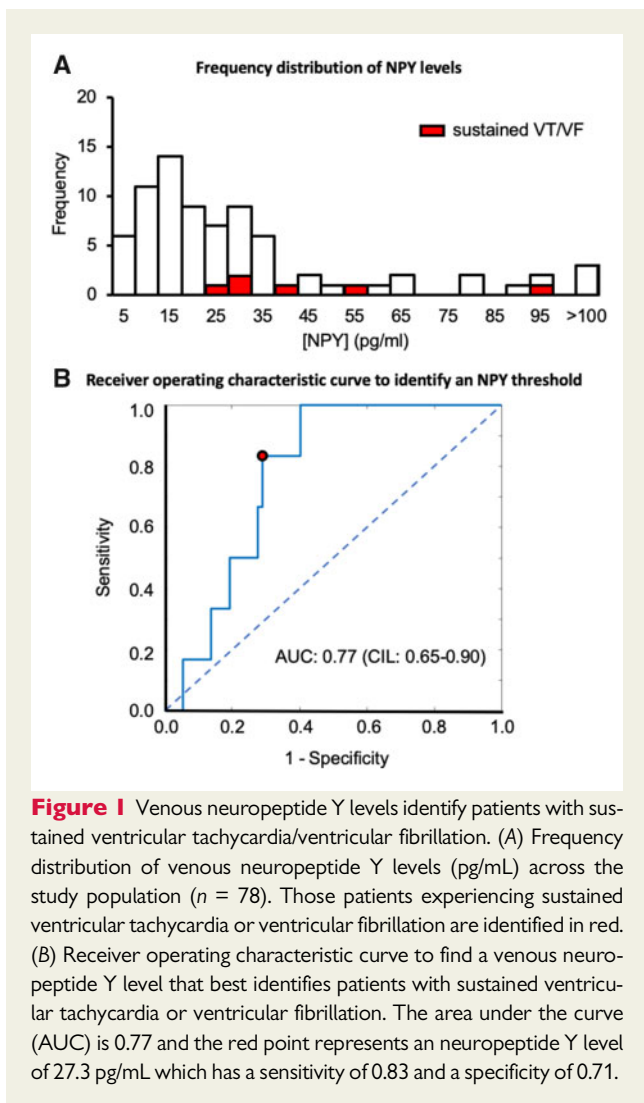 A
Frequency distribution of NPY levels
20
15
10
5
0
Frequency
sustained VT/VF
5 15 25 35 45 55 65 75 85 95 >100
[NPY] (pg/ml)
B Receiver operating characteristic curve to identify an NPY threshold
1.0
0.8
0.6
0.4
0.2
0.0
Sensitivity
AUC: 0.77 (CIL: 0.65-0.90)
0.0 0.2 0.4 0.6 0.8 1.0
1 - Specificity
Figure 1 Venous neuropeptide Y levels identify patients with sus-
tained ventricular tachycardia/ventricular fibrillation. (A) Frequency
distribution of venous neuropeptide Y levels (pg/mL) across the
study population (n = 78). Those patients experiencing sustained
ventricular tachycardia or ventricular fibrillation are identified in red.
(B) Receiver operating characteristic curve to find a venous neuro-
peptide Y level that best identifies patients with sustained ventricu-
lar tachycardia or ventricular fibrillation. The area under the curve
(AUC) is 0.77 and the red point represents an neuropeptide Y level
of 27.3 pg/mL which has a sensitivity of 0.83 and a specificity of 0.71.